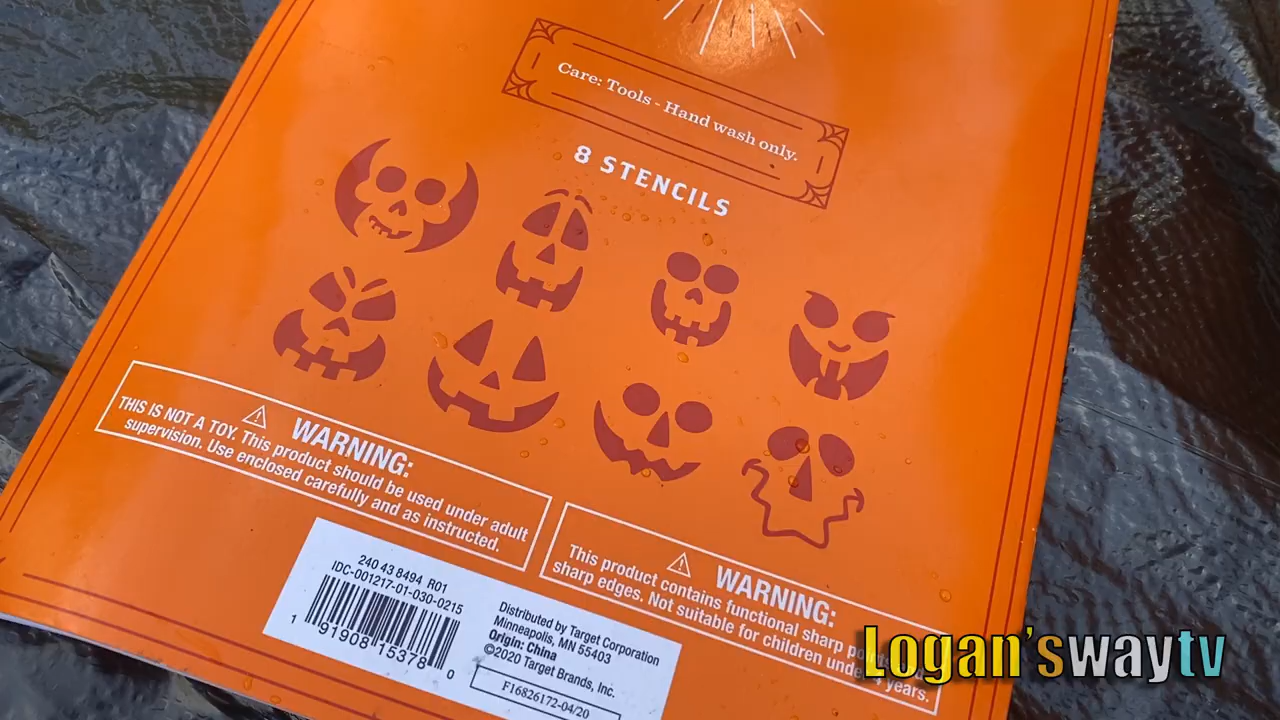 Care: Tools - Hand wash only.
8 STENCILS
WARNING:
THIS IS NOT A TOY. This product should be used under adult
supervision. Use enclosed carefully and as instructed.
WARNING:
This product contains functional sharp
sharp edges. Not suitable for children under 4 years.
240 43 8494 R01
IDC-001217-01-030-0215
1 91908 15378 0
Distributed by Target Corporation
Minneapolis, MN 55403
Origin: China
©2020 Target Brands, Inc.
F16826172-04/20
Logan'swaytv